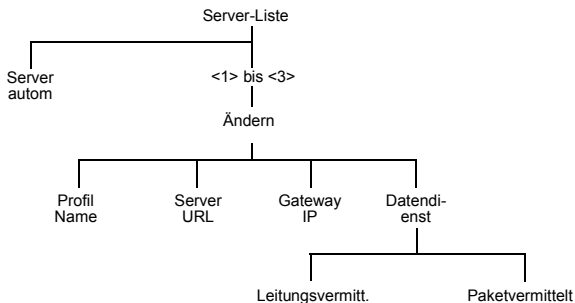 Server-Liste
Server
autom
<1> bis <3>
Ändern
Profil
Name
Server
URL
Gateway
IP
Datendi-
enst
Leitungsvermitt.
Paketvermittelt